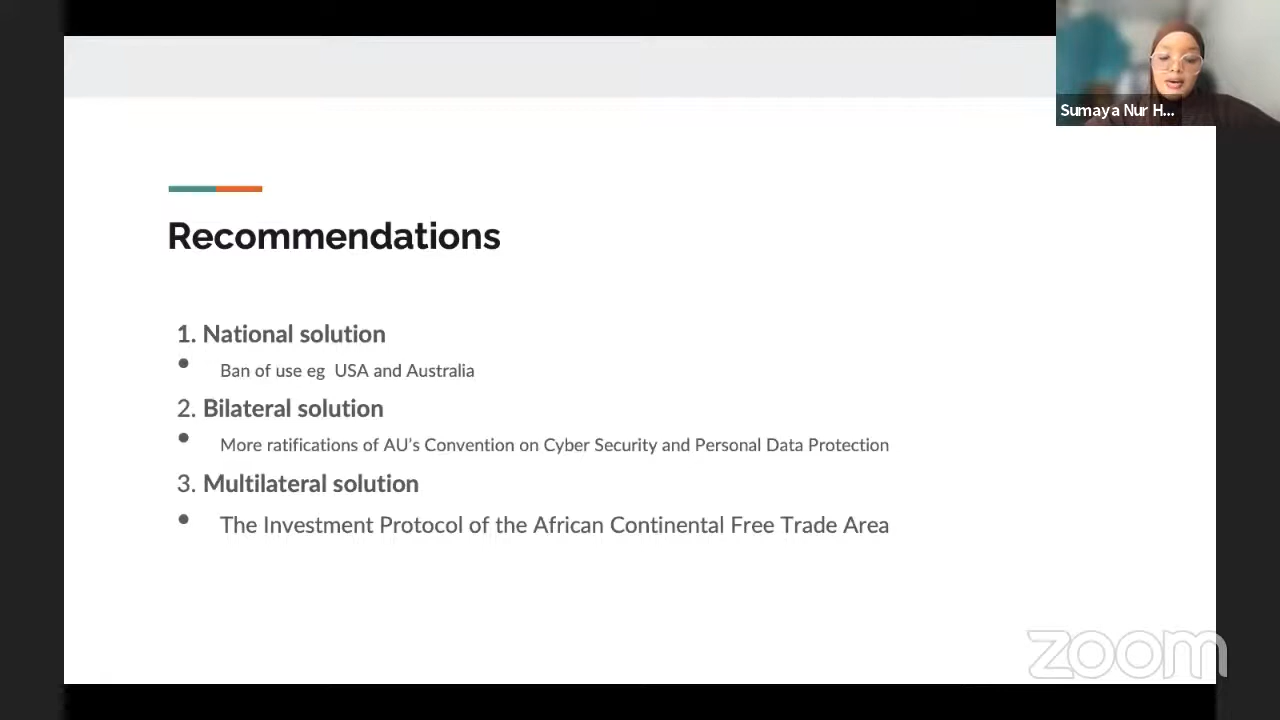 Sumaya Nur H...
Recommendations
1. National solution
● Ban of use eg USA and Australia
2. Bilateral solution
● More ratifications of AU's Convention on Cyber Security and Personal Data Protection
3. Multilateral solution
● The Investment Protocol of the African Continental Free Trade Area
zoom